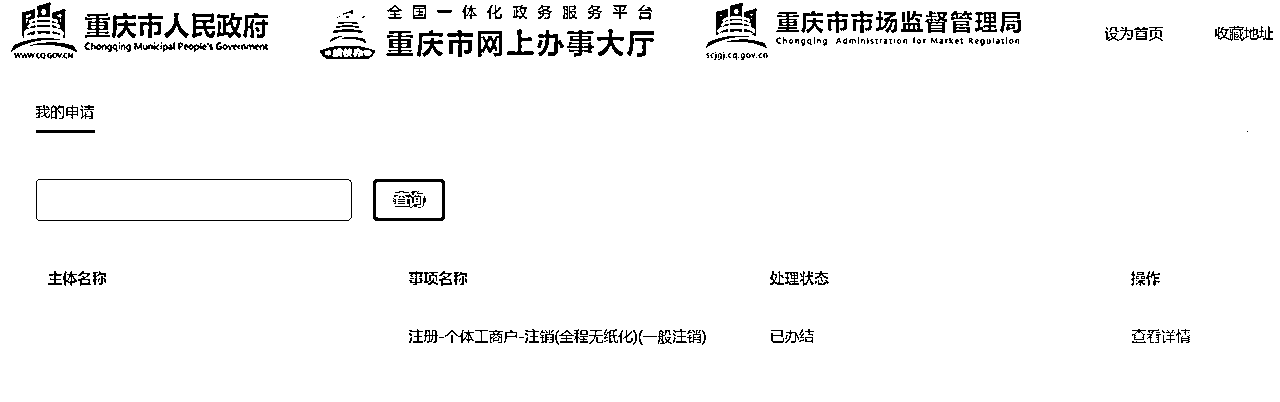 重庆市人民政府
Chongqing Municipal People's Government
www.cq.gov.cn
全国一体化政务服务平台
重庆市网上办事大厅
重庆市市场监督管理局
Chongqing Administration for Market Regulation
scjgj.cq.gov.cn
设为首页 收藏地址
我的申请
查询
主体名称 事项名称 处理状态 操作
注册-个体工商户-注销(全程无纸化)(一般注销) 已办结 查看详情